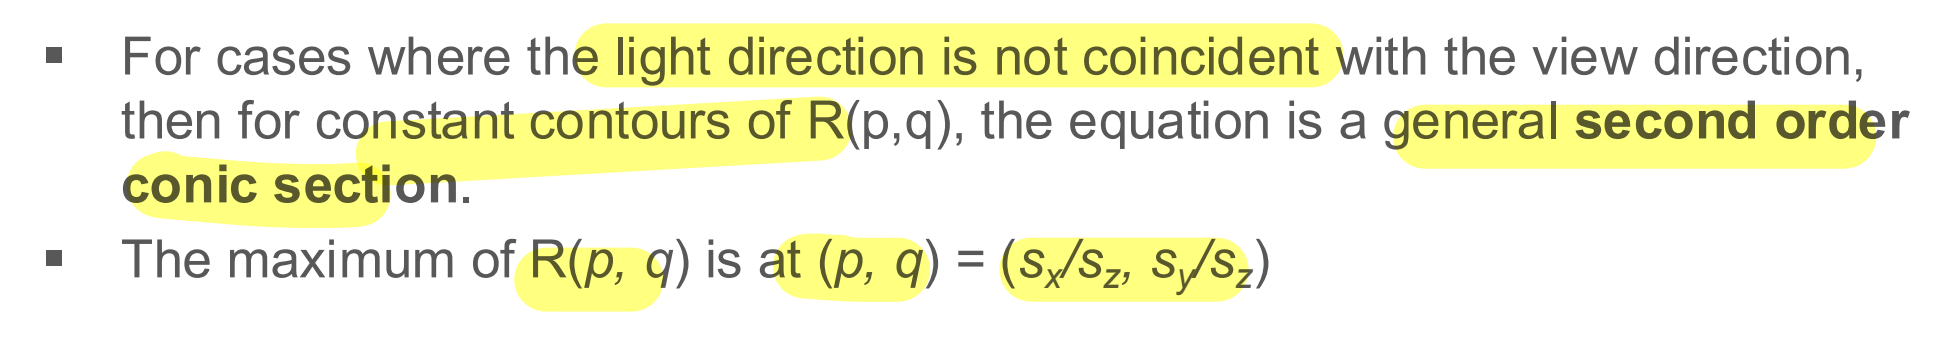 ▪ For cases where the light direction is not coincident with the view direction,
then for constant contours of R(p,q), the equation is a general second order
conic section.
▪ The maximum of R(p, q) is at (p, q) = (sx/sz, sy/sz)